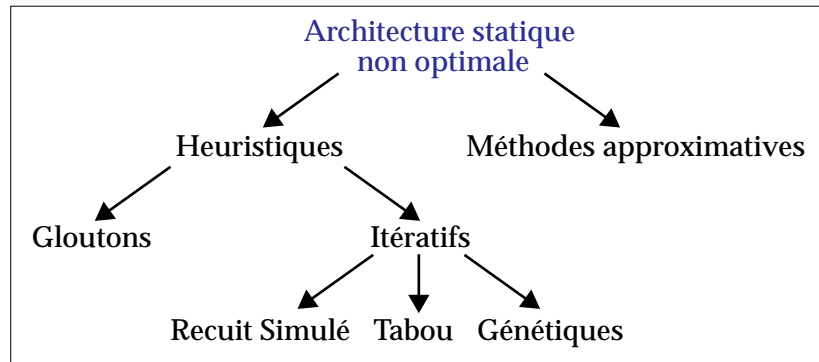 Architecture statique
non optimale
Heuristiques Méthodes approximatives
Gloutons Itératifs
Recuit Simulé Tabou Génétiques